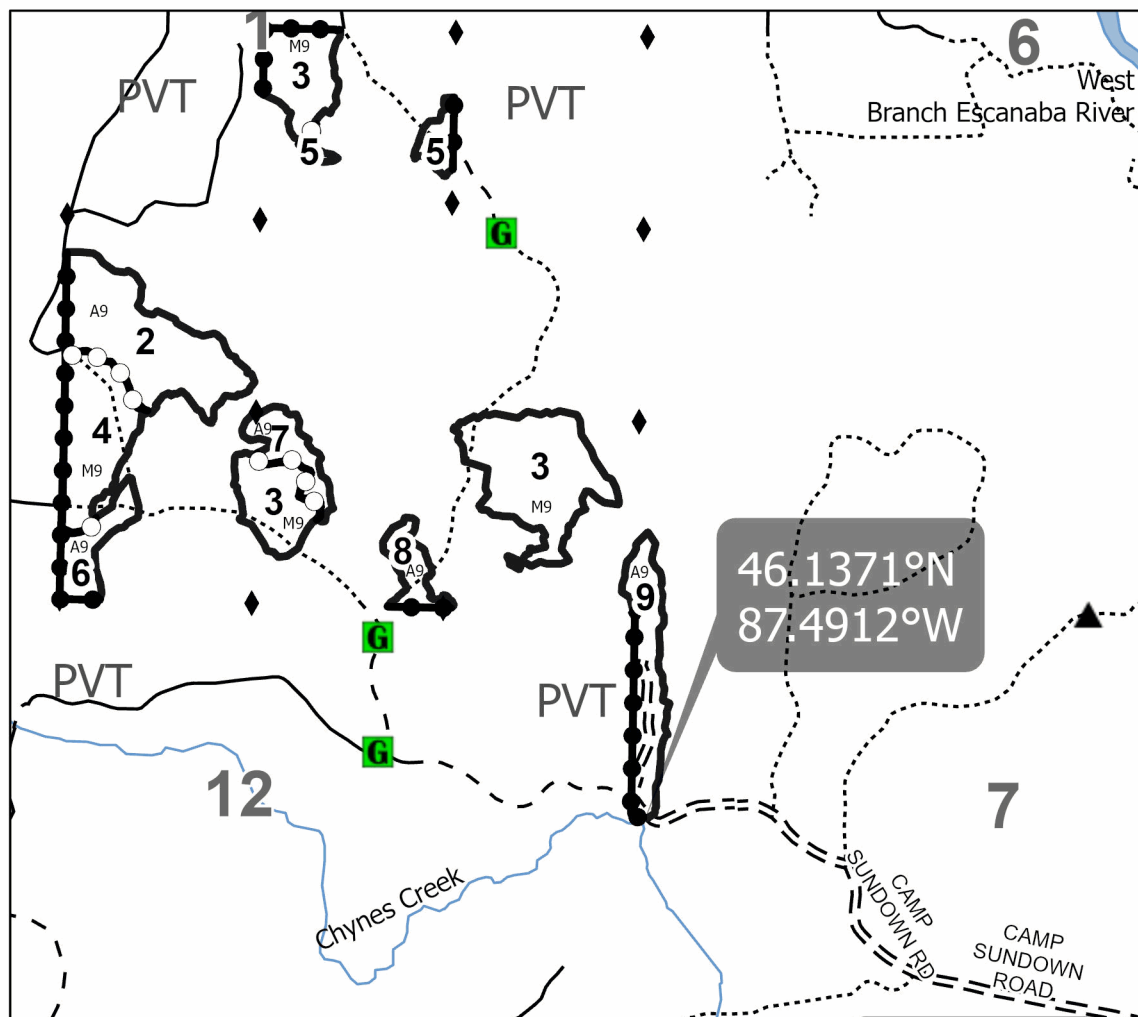 1
M9
3
6
PVT
PVT
West
Branch Escanaba River
5
5
G
A9
2
4
M9
A9
7
3
M9
3
M9
A9
6
8
A9
A9
9
46.1371°N
87.4912°W
G
PVT
PVT
G
12
7
Chynes Creek
CAMP
SUNDOWN RD
CAMP
SUNDOWN
ROAD